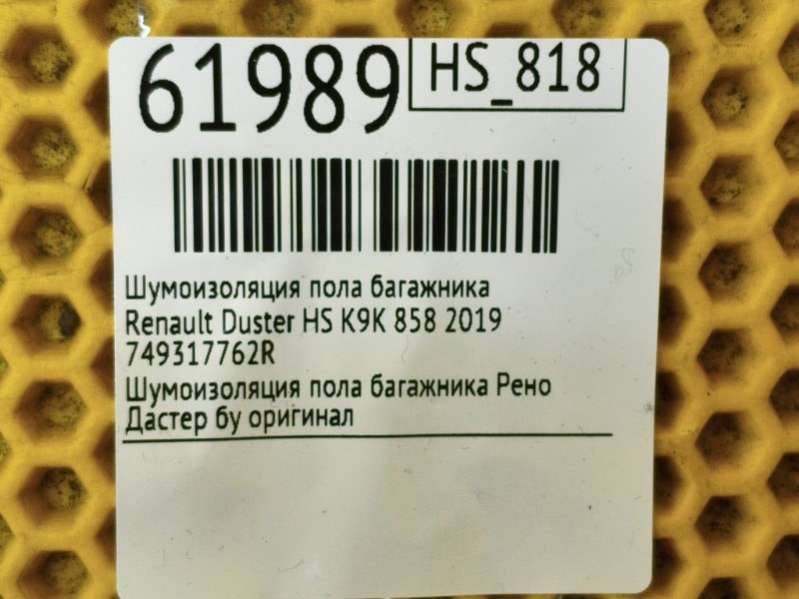 61989
HS_818
Шумоизоляция пола багажника
Renault Duster HS K9K 858 2019
749317762R
Шумоизоляция пола багажника Рено
Дастер бу оригинал